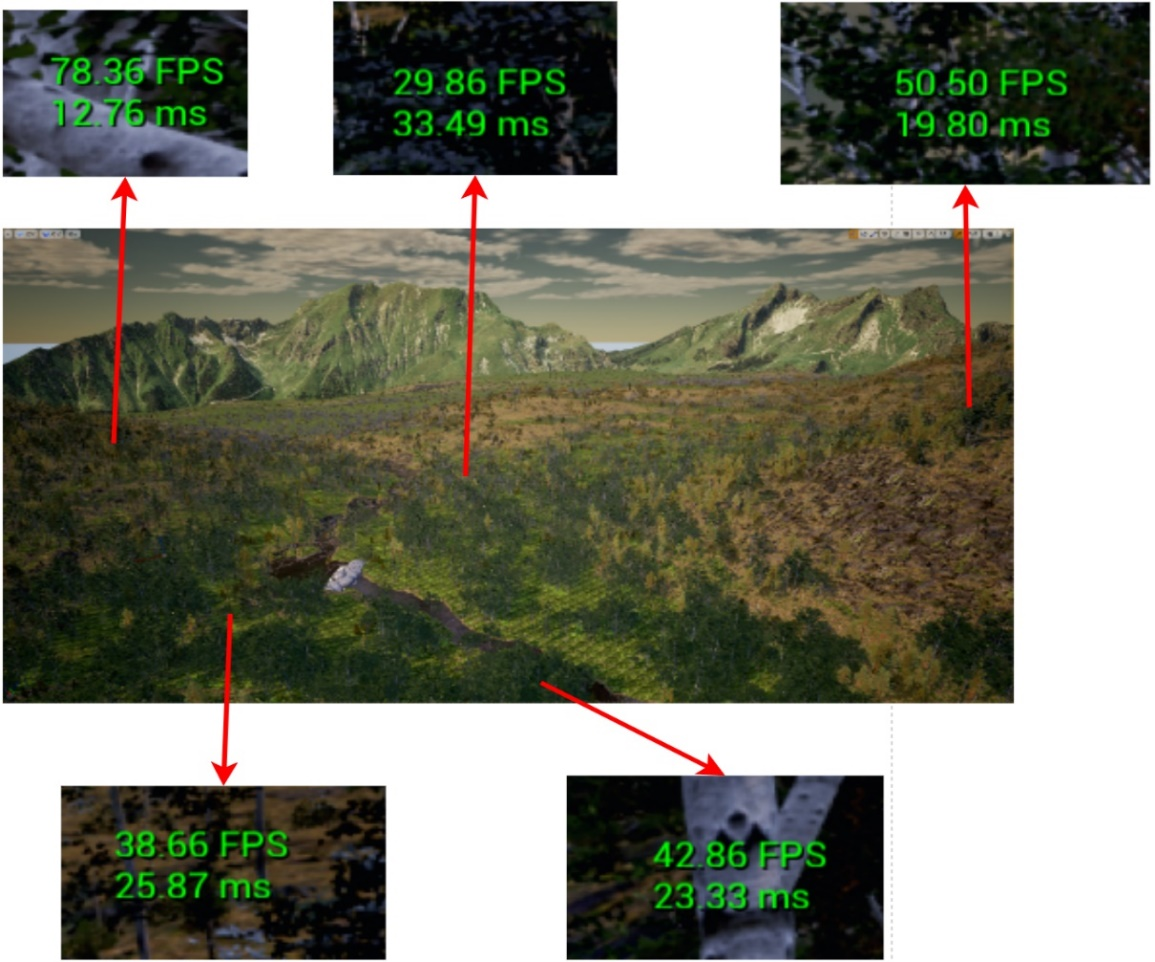 78.36 FPS
12.76 ms
29.86 FPS
33.49 ms
50.50 FPS
19.80 ms
38.66 FPS
25.87 ms
42.86 FPS
23.33 ms